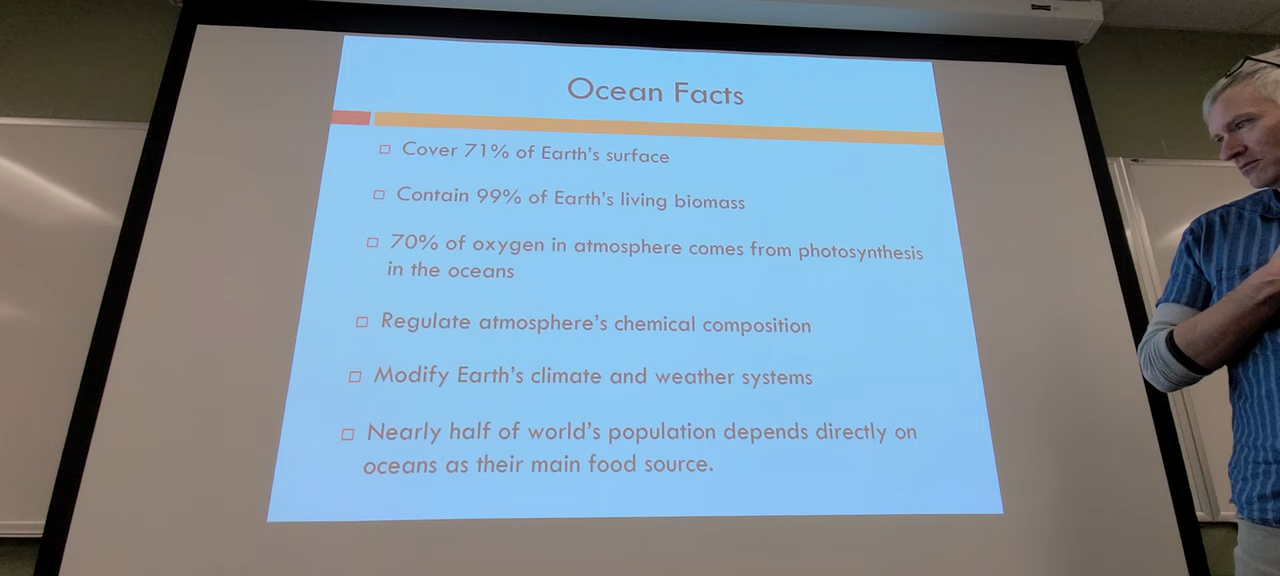 Ocean Facts
Cover 71% of Earth's surface
Contain 99% of Earth's living biomass
70% of oxygen in atmosphere comes from photosynthesis
in the oceans
Regulate atmosphere's chemical composition
Modify Earth's climate and weather systems
Nearly half of world's population depends directly on
oceans as their main food source.